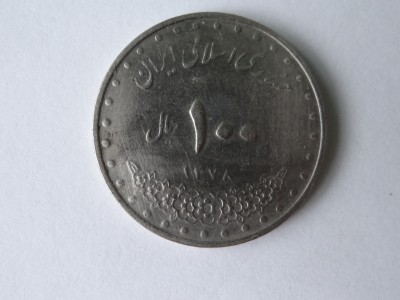 جمهوری اسلامی ایران
۱۰۰ ریال
۱۳۷۸